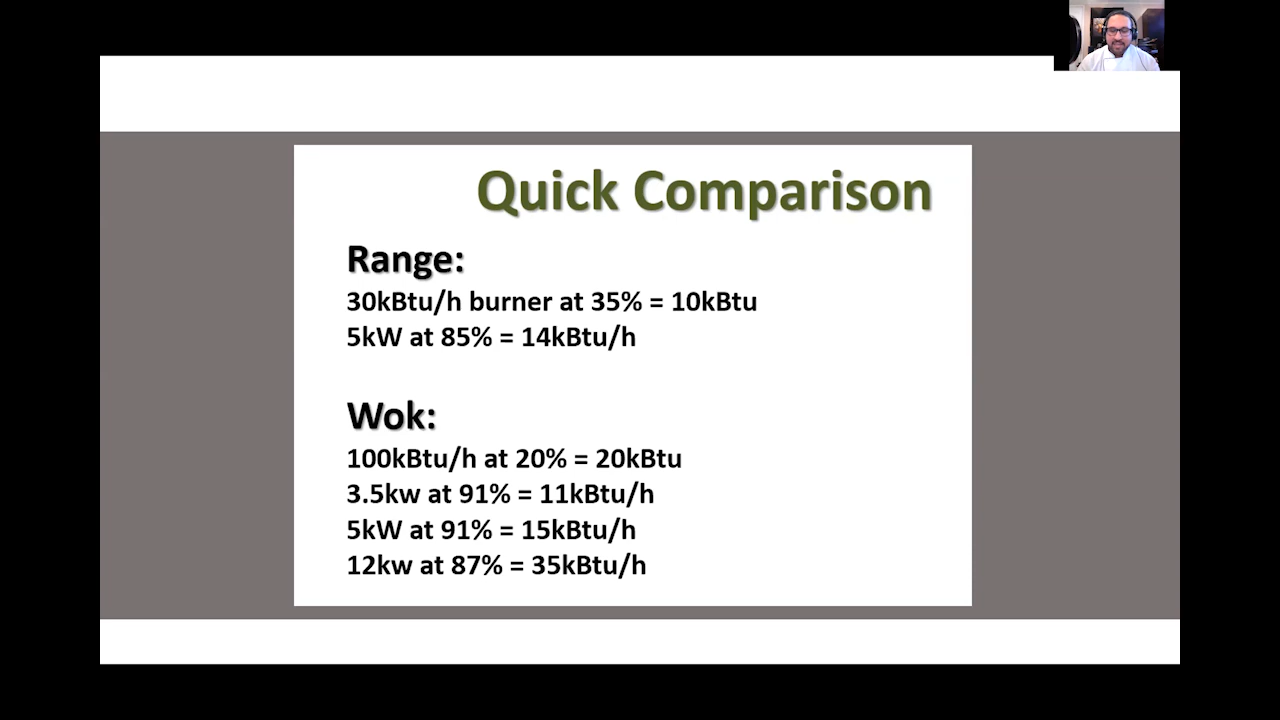 Quick Comparison
Range:
30kBtu/h burner at 35% = 10kBtu
5kW at 85% = 14kBtu/h
Wok:
100kBtu/h at 20% = 20kBtu
3.5kw at 91% = 11kBtu/h
5kW at 91% = 15kBtu/h
12kw at 87% = 35kBtu/h